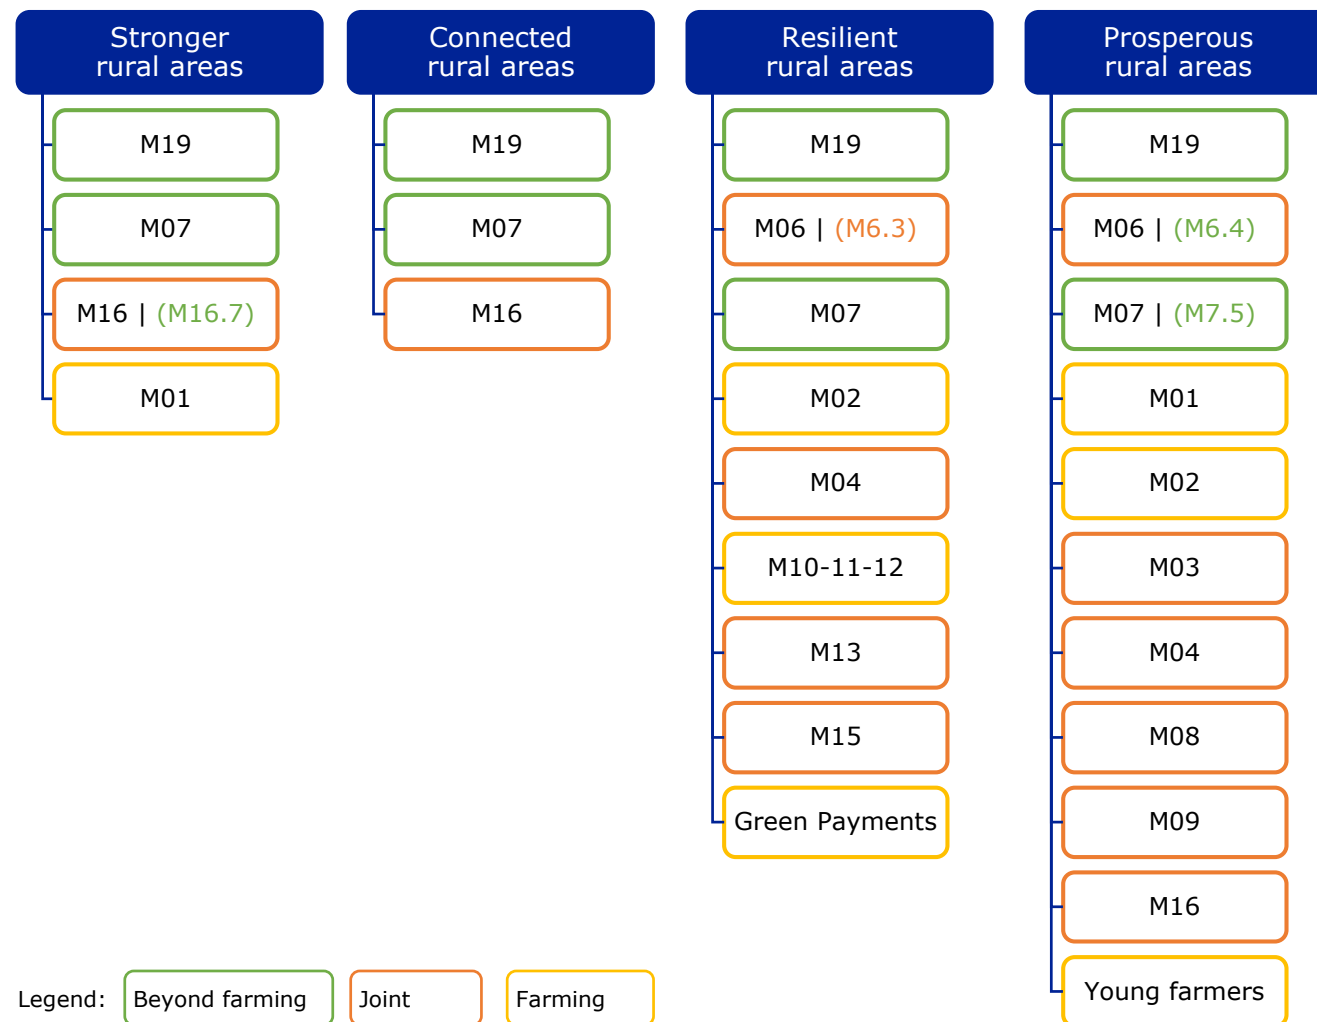 Stronger
rural areas
M19
M07
M16 | (M16.7)
M01
Connected
rural areas
M19
M07
M16
Resilient
rural areas
M19
M06 | (M6.3)
M07
M02
M04
M10-11-12
M13
M15
Green Payments
Prosperous
rural areas
M19
M06 | (M6.4)
M07 | (M7.5)
M01
M02
M03
M04
M08
M09
M16
Young farmers
Legend:
Beyond farming
Joint
Farming